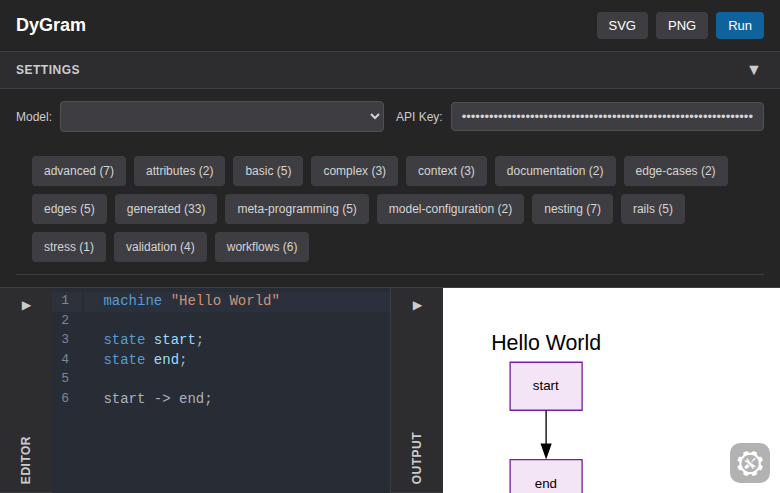 DyGram
SVG PNG Run
SETTINGS ▼
Model: API Key: ••••••••••••••••••••••••••••••••••••••••••••••••••••••••••••••••
advanced (7) attributes (2) basic (5) complex (3) context (3) documentation (2) edge-cases (2)
edges (5) generated (33) meta-programming (5) model-configuration (2) nesting (7) rails (5)
stress (1) validation (4) workflows (6)
▶
EDITOR
1 machine "Hello World"
2
3 state start;
4 state end;
5
6 start -> end;
▶
OUTPUT
Hello World
start
end